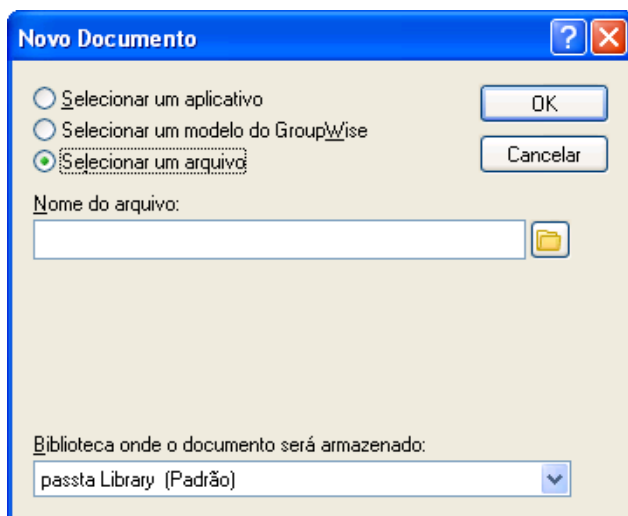 Novo Documento
Selecionar um aplicativo
OK
Selecionar um modelo do GroupWise
Selecionar um arquivo
Cancelar
Nome do arquivo:
Biblioteca onde o documento será armazenado:
passta Library (Padrão)